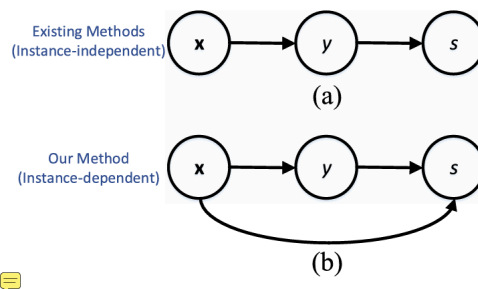 Existing Methods
(Instance-independent)
x
y
s
(a)
Our Method
(Instance-dependent)
x
y
s
(b)